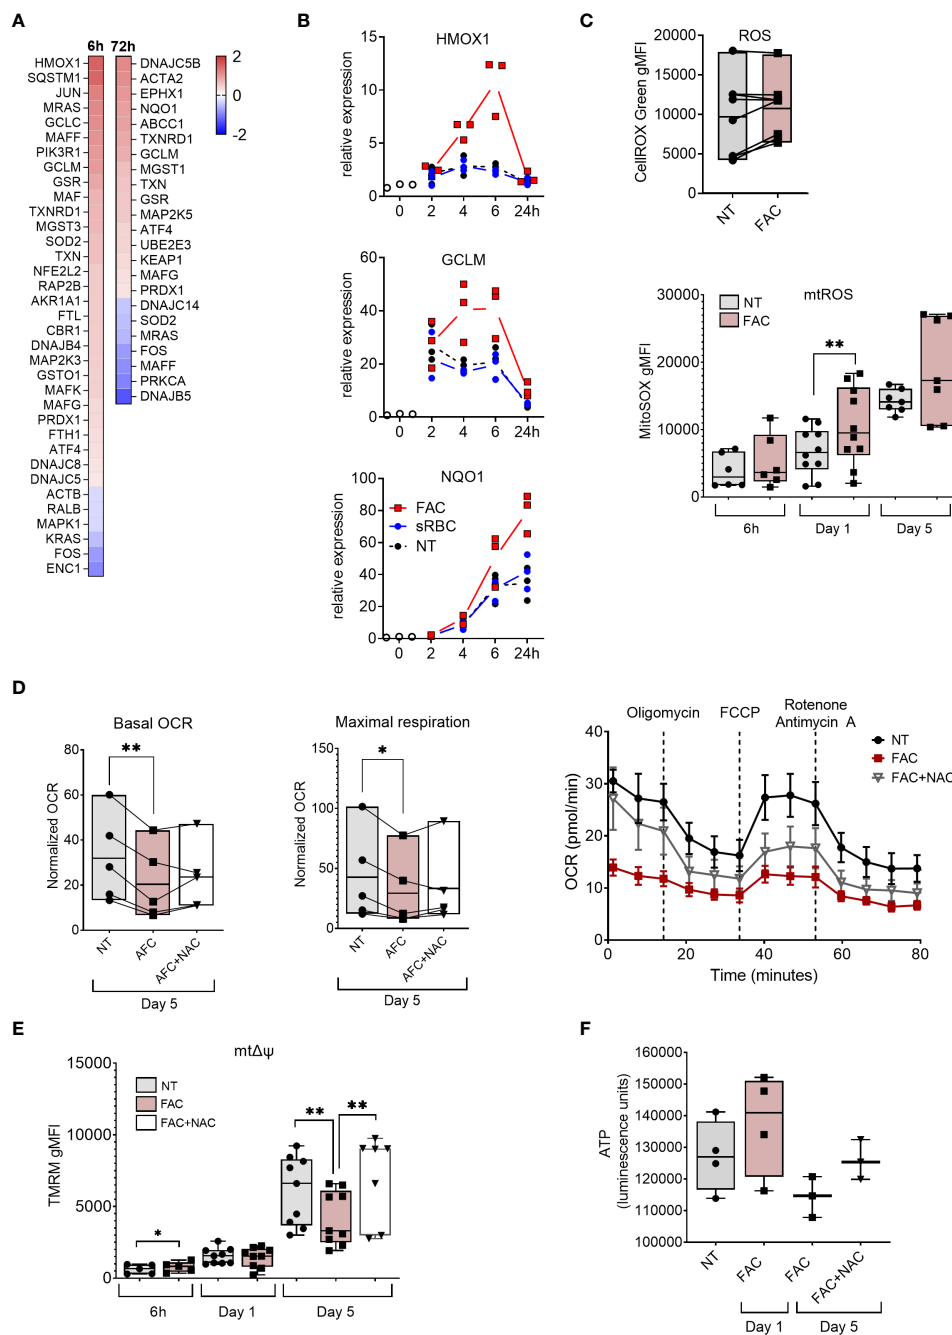 A
6h
72h
HMOX1
SQSTM1
JUN
MRAS
GCLC
MAFF
PIK3R1
GCLM
GSR
MAF
TXNRD1
MGST3
SOD2
TXN
NFE2L2
RAP2B
AKR1A1
FTL
CBR1
DNAJB4
MAP2K3
GSTO1
MAFK
MAFG
PRDX1
FTH1
ATF4
DNAJC8
DNAJC5
ACTB
RALB
MAPK1
KRAS
FOS
ENC1
DNAJC5B
ACTA2
EPHX1
NQO1
ABCC1
TXNRD1
GCLM
MGST1
TXN
GSR
MAP2K5
ATF4
UBE2E3
KEAP1
MAFG
PRDX1
DNAJC14
SOD2
MRAS
FOS
MAFF
PRKCA
DNAJB5
2
0
-2
B
HMOX1
relative expression
15
10
5
0
0 2 4 6 24h
GCLM
relative expression
60
40
20
0
0 2 4 6 24h
NQO1
relative expression
100
80
60
40
20
0
FAC
sRBC
NT
0 2 4 6 24h
C
ROS
CellROX Green gMFI
20000
15000
10000
5000
0
NT
FAC
mtROS
MitoSOX gMFI
30000
20000
10000
0
NT
FAC
**
6h
Day 1
Day 5
D
Basal OCR
Normalized OCR
80
60
40
20
0
**
NT
AFC
AFC+NAC
Day 5
Maximal respiration
Normalized OCR
150
100
50
0
*
NT
AFC
AFC+NAC
Day 5
Oligomycin
FCCP
Rotenone
Antimycin A
OCR (pmol/min)
40
30
20
10
0
NT
FAC
FAC+NAC
0 20 40 60 80
Time (minutes)
E
mtΔψ
TMRM gMFI
15000
10000
5000
0
NT
FAC
FAC+NAC
*
**
**
6h
Day 1
Day 5
F
ATP
(luminescence units)
160000
150000
140000
130000
120000
110000
100000
NT
FAC
FAC
FAC+NAC
Day 1
Day 5